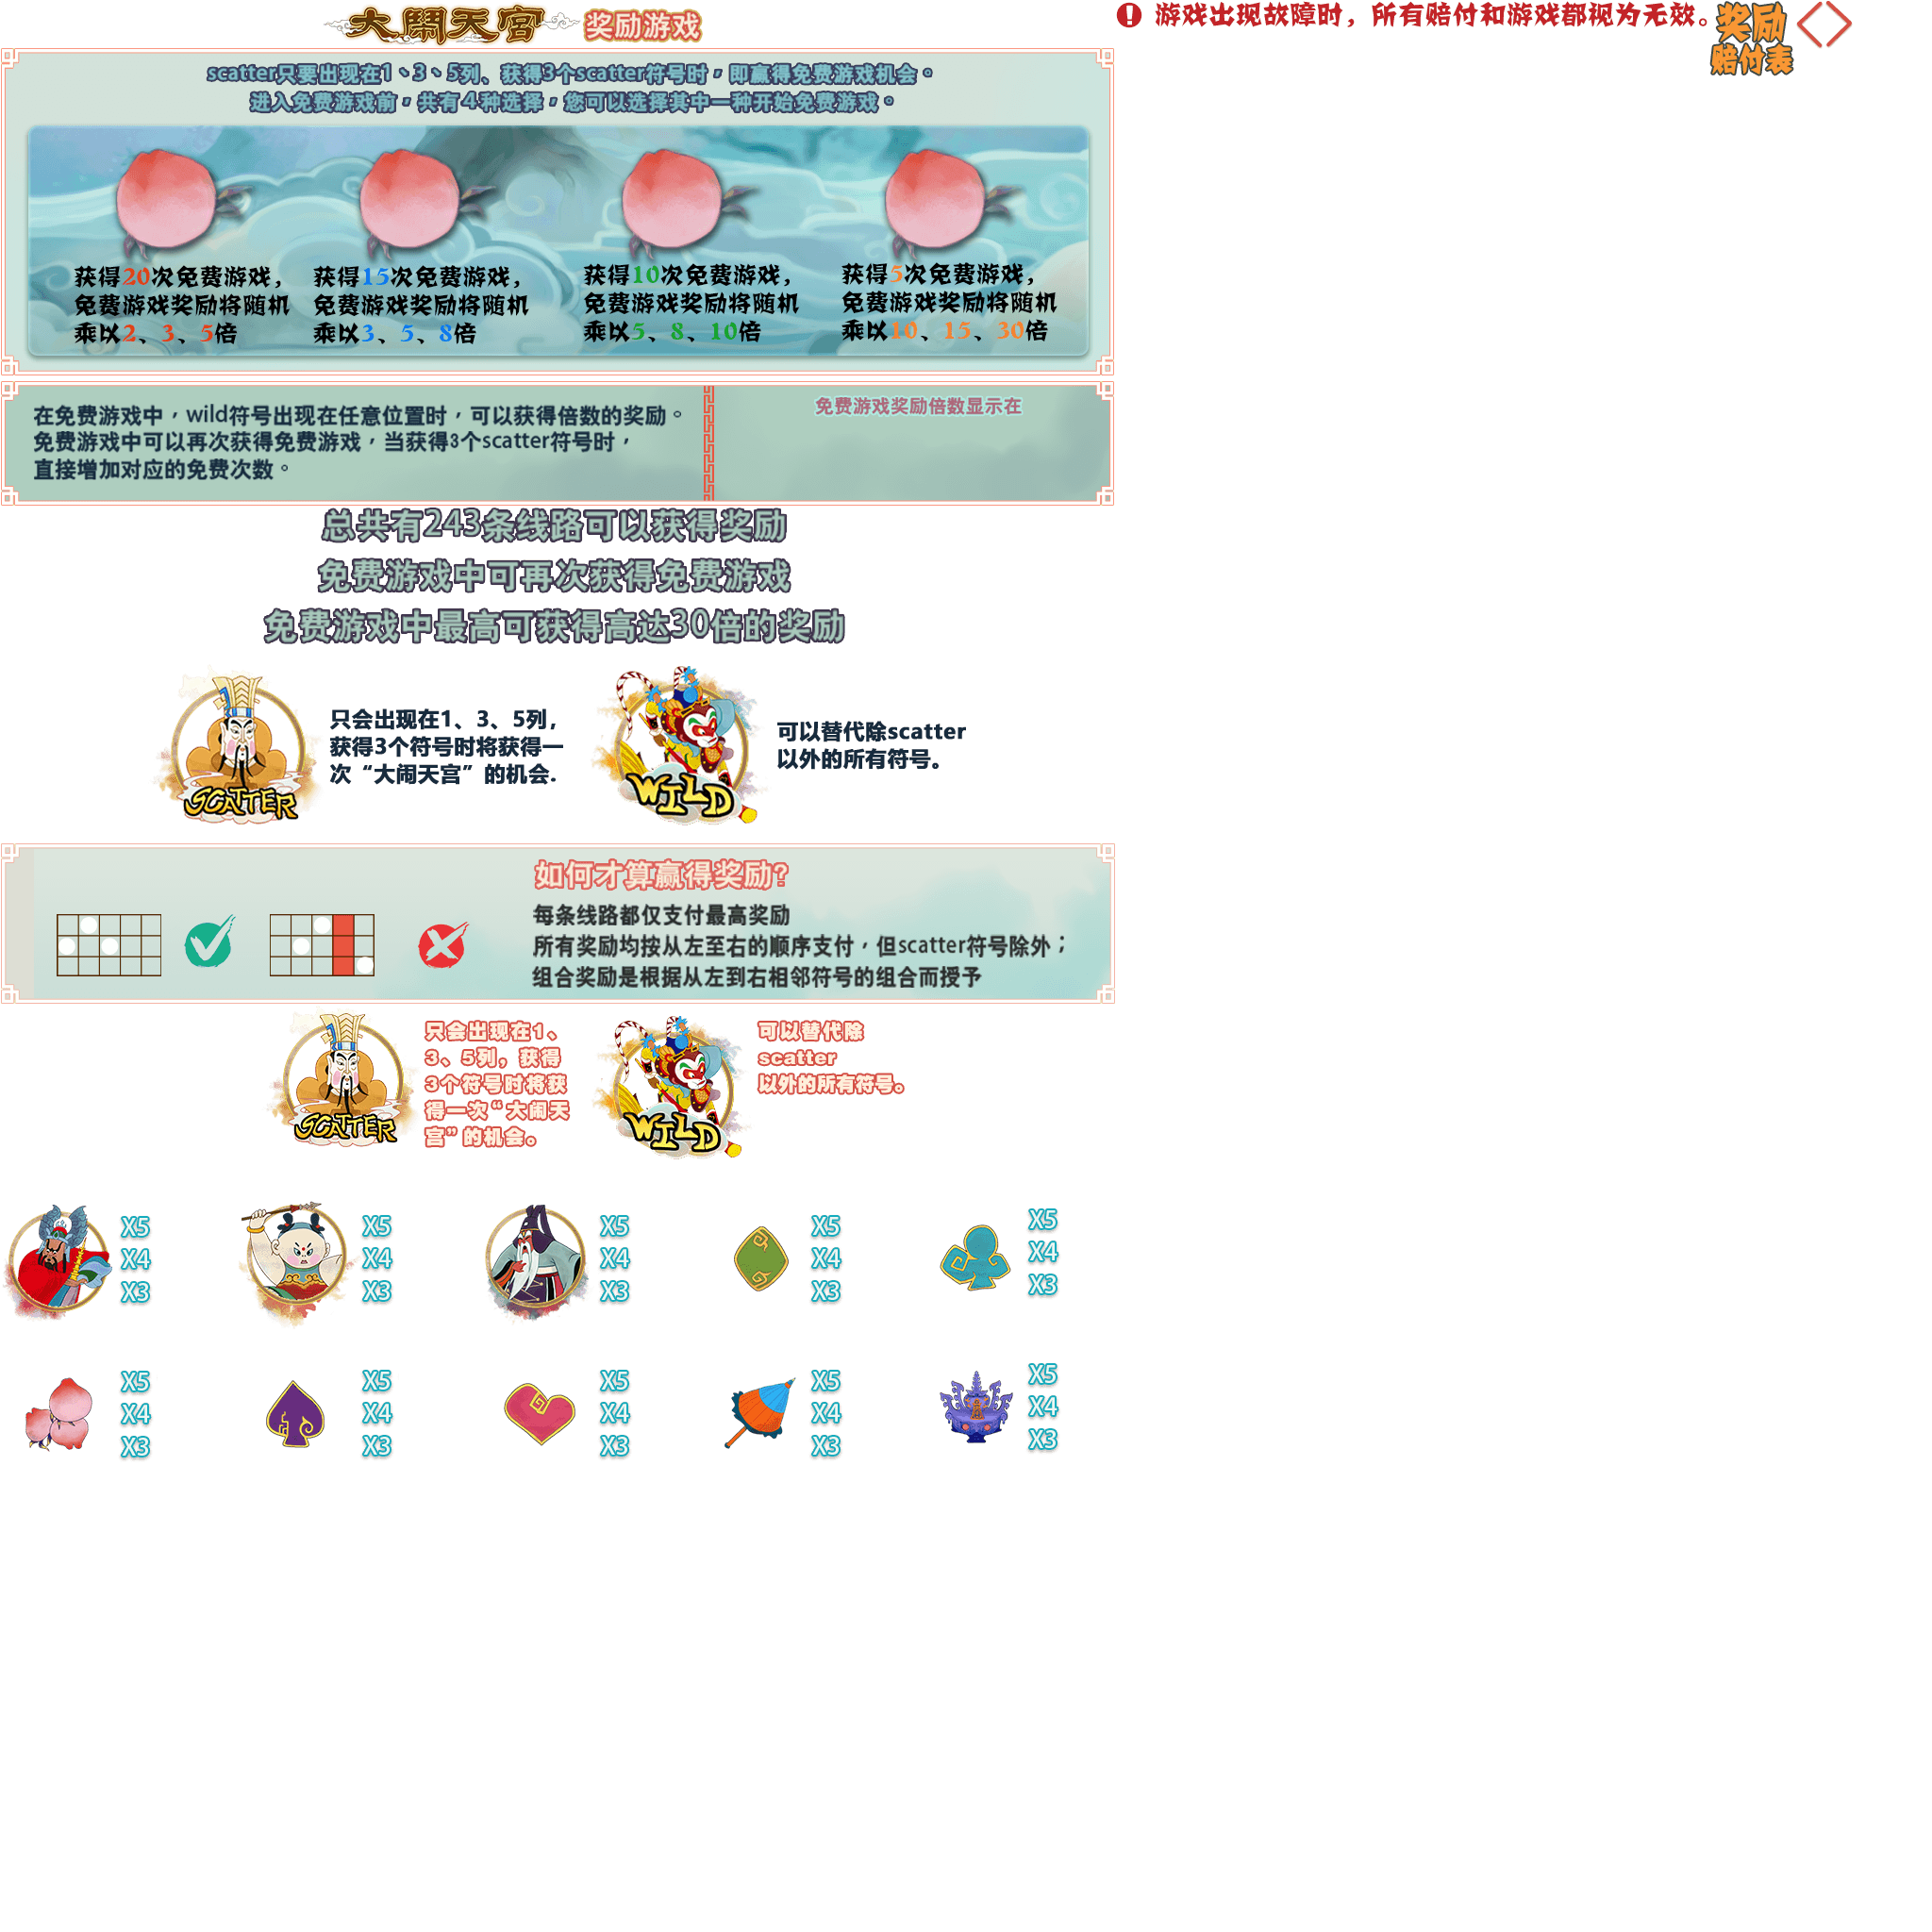 大鬧天宮 奖励游戏
scatter只要出现在1、3、5列、获得3个scatter符号时，即赢得免费游戏机会。
进入免费游戏前，共有4种选择，您可以选择其中一种开始免费游戏。
获得20次免费游戏，
免费游戏奖励将随机
乘以2、3、5倍
获得15次免费游戏，
免费游戏奖励将随机
乘以3、5、8倍
获得10次免费游戏，
免费游戏奖励将随机
乘以5、8、10倍
获得5次免费游戏，
免费游戏奖励将随机
乘以10、15、30倍
在免费游戏中，wild符号出现在任意位置时，可以获得倍数的奖励。
免费游戏中可以再次获得免费游戏，当获得3个scatter符号时，
直接增加对应的免费次数。
免费游戏奖励倍数显示在
总共有243条线路可以获得奖励
免费游戏中可再次获得免费游戏
免费游戏中最高可获得高达30倍的奖励
SCATTER
只会出现在1、3、5列，
获得3个符号时将获得一
次“大闹天宫”的机会.
WILD
可以替代除scatter
以外的所有符号。
如何才算赢得奖励?
每条线路都仅支付最高奖励
所有奖励均按从左至右的顺序支付，但scatter符号除外；
组合奖励是根据从左到右相邻符号的组合而授予
SCATTER
只会出现在1、
3、5列，获得
3个符号时将获
得一次“大闹天
宫”的机会。
WILD
可以替代除
scatter
以外的所有符号。
X5
X4
X3
X5
X4
X3
X5
X4
X3
X5
X4
X3
X5
X4
X3
X5
X4
X3
X5
X4
X3
X5
X4
X3
X5
X4
X3
X5
X4
X3
游戏出现故障时，所有赔付和游戏都视为无效。
奖励
赔付表